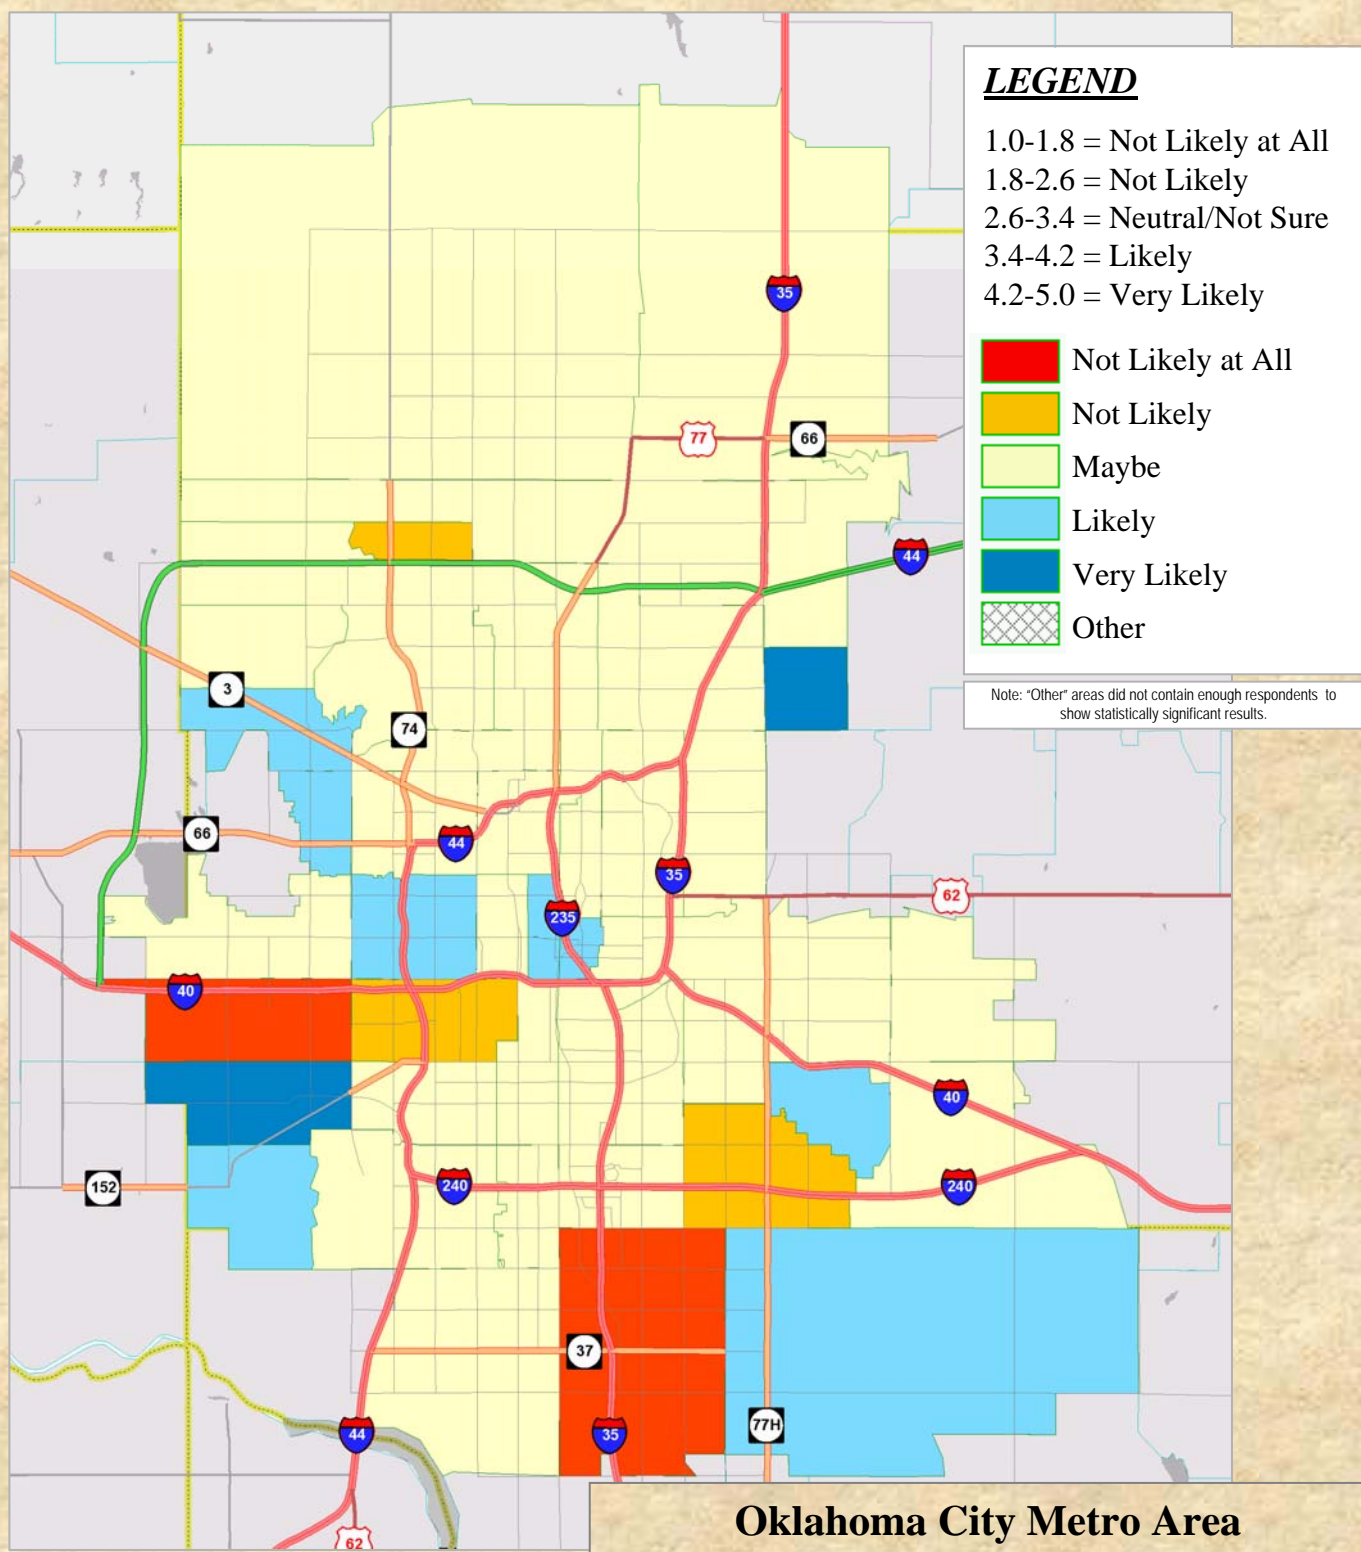 LEGEND
1.0-1.8 = Not Likely at All
1.8-2.6 = Not Likely
2.6-3.4 = Neutral/Not Sure
3.4-4.2 = Likely
4.2-5.0 = Very Likely
Not Likely at All
Not Likely
Maybe
Likely
Very Likely
Other
Note: "Other" areas did not contain enough respondents to
show statistically significant results.
35
77
66
44
3
74
66
44
35
62
235
40
40
152
240
240
37
77H
44
35
62
Oklahoma City Metro Area